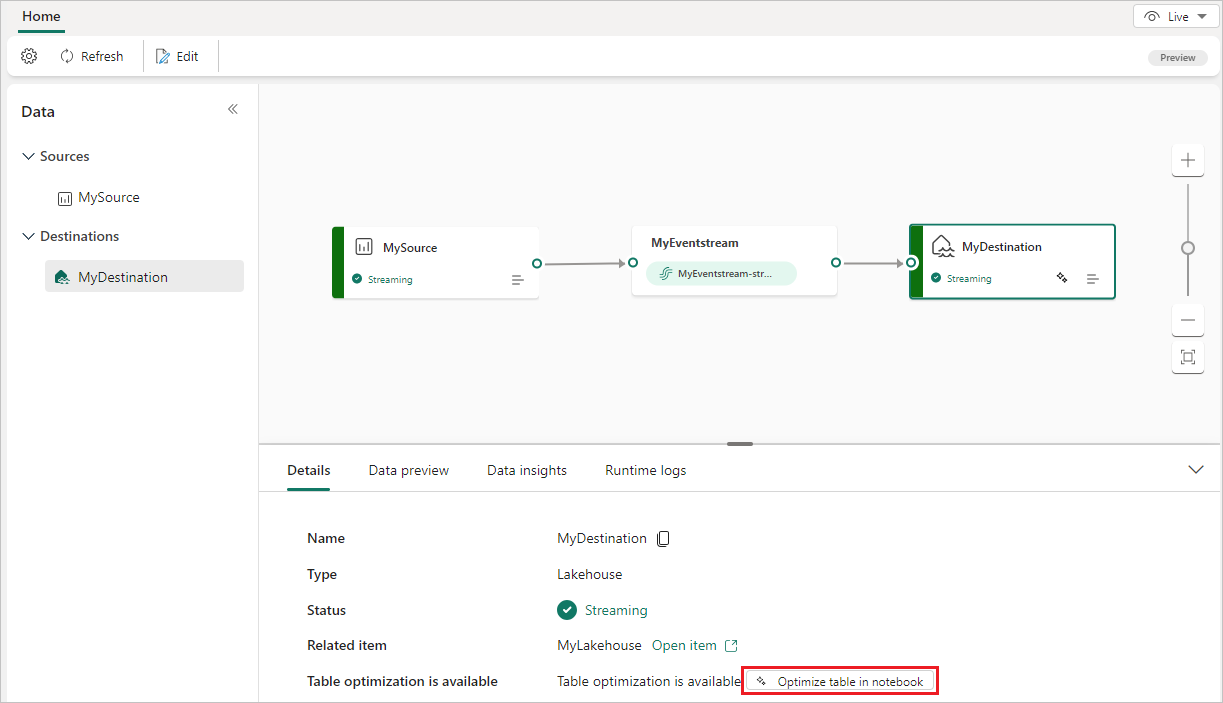 Home
Live
Refresh
Edit
Preview
Data
Sources
MySource
Destinations
MyDestination
MySource
Streaming
MyEventstream
MyEventstream-str...
MyDestination
Streaming
Details Data preview Data insights Runtime logs
Name MyDestination
Type Lakehouse
Status Streaming
Related item MyLakehouse Open item
Table optimization is available Table optimization is available Optimize table in notebook